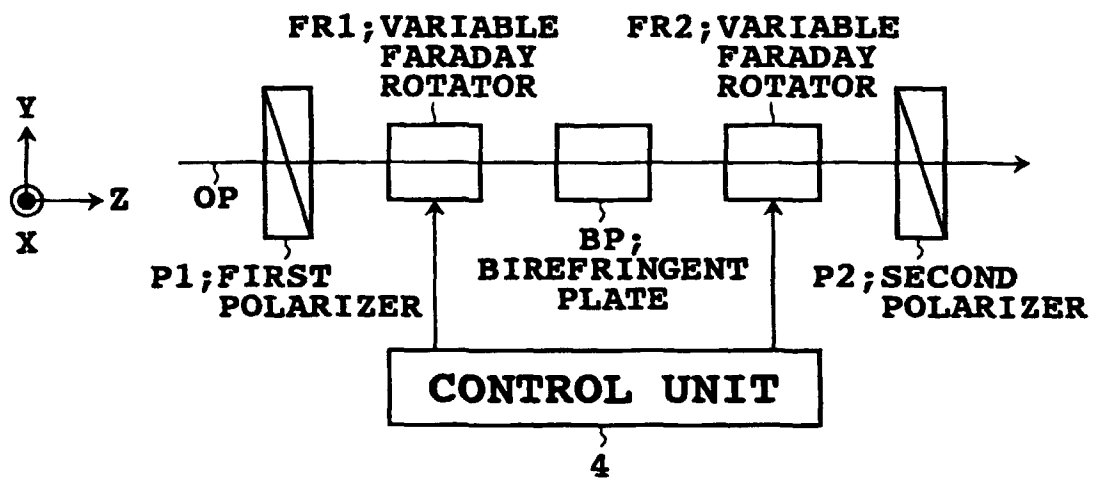 FR1;VARIABLE
FARADAY
ROTATOR
FR2;VARIABLE
FARADAY
ROTATOR
Y
Z
X
OP
P1;FIRST
POLARIZER
BP;
BIREFRINGENT
PLATE
P2;SECOND
POLARIZER
CONTROL UNIT
4